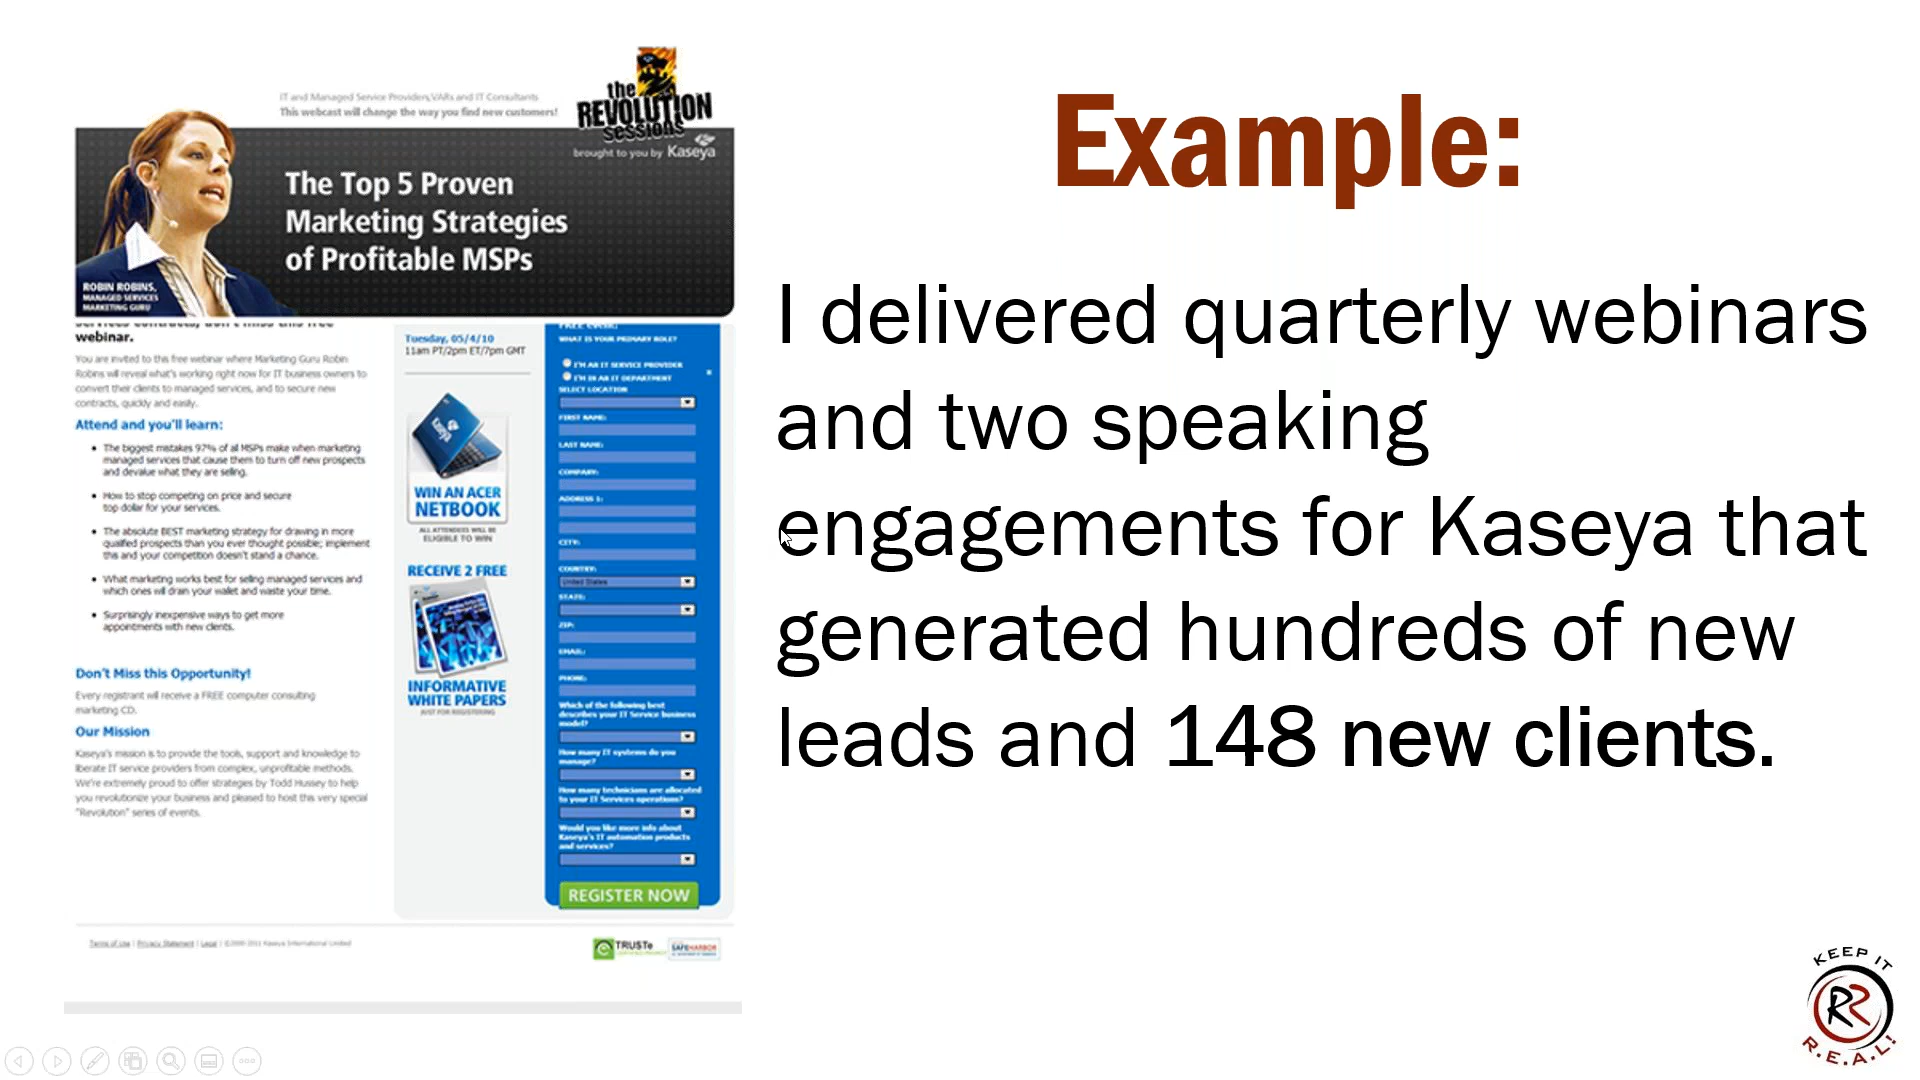 IT and Managed Service Providers,VARs and IT Consultants
This webcast will change the way you find new customers!
the
REVOLUTION
sessions
brought to you by Kaseya
The Top 5 Proven
Marketing Strategies
of Profitable MSPs
ROBIN ROBINS,
MANAGED SERVICES
MARKETING GURU
services contracts, don't miss this free
webinar.
You are invited to this free webinar where Marketing Guru Robin
Robins will reveal what's working right now for IT business owners to
convert their clients to managed services, and to secure new
contracts, quickly and easily.
Attend and you'll learn:
• The biggest mistakes 97% of all MSPs make when marketing
managed services that cause them to turn off new prospects
and devalue what they are selling.
• How to stop competing on price and secure
top dollar for your services.
• The absolute BEST marketing strategy for drawing in more
qualified prospects than you ever thought possible; implement
this and your competition doesn't stand a chance.
• What marketing works best for selling managed services and
which ones will drain your wallet and waste your time.
• Surprisingly inexpensive ways to get more
appointments with new clients.
Don't Miss this Opportunity!
Every registrant will receive a FREE computer consulting
marketing CD.
Our Mission
Kaseya's mission is to provide the tools, support and knowledge to
liberate IT service providers from complex, unprofitable methods.
We're extremely proud to offer strategies by Todd Hussey to help
you revolutionize your business and pleased to host this very special
"Revolution" series of events.
Tuesday, 05/4/10
11am PT/2pm ET/7pm GMT
Kaseya
WIN AN ACER
NETBOOK
ALL ATTENDEES WILL BE
ELIGIBLE TO WIN
RECEIVE 2 FREE
INFORMATIVE
WHITE PAPERS
JUST FOR REGISTERING
FREE event:
WHAT IS YOUR PRIMARY ROLE?
I'M AN IT SERVICE PROVIDER
I'M IN AN IT DEPARTMENT
SELECT LOCATION
FIRST NAME:
LAST NAME:
COMPANY:
ADDRESS 1:
CITY:
COUNTRY:
United States
STATE:
ZIP:
EMAIL:
PHONE:
Which of the following best
describes your IT Service business
model?
How many IT systems do you
manage?
How many technicians are allocated
to your IT Services operations?
Would you like more info about
Kaseya's IT automation products
and services?
REGISTER NOW
Terms of Use | Privacy Statement | Legal | ©2000-2011 Kaseya International Limited
TRUSTe
CERTIFIED PRIVACY
SAFEHARBOR
Example:
I delivered quarterly webinars
and two speaking
engagements for Kaseya that
generated hundreds of new
leads and 148 new clients.
KEEP IT
RR
R.E.A.L!